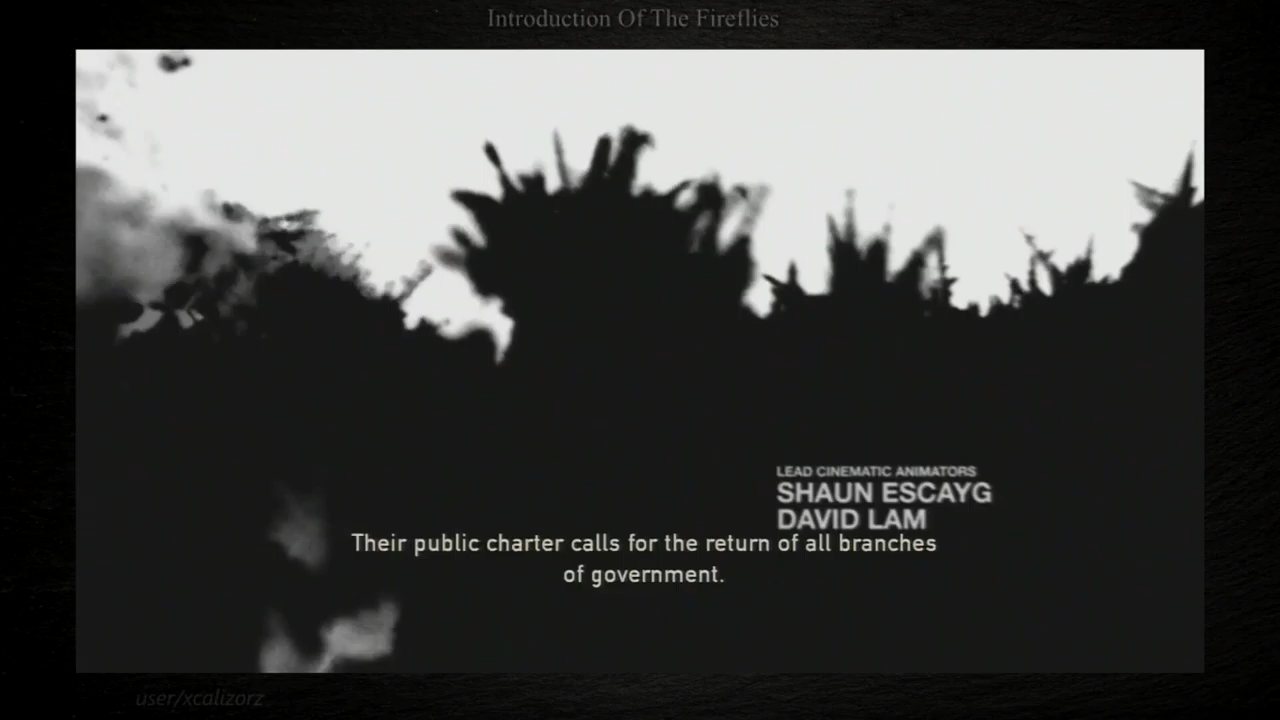 Introduction Of The Fireflies
LEAD CINEMATIC ANIMATORS
SHAUN ESCAYG
DAVID LAM
Their public charter calls for the return of all branches
of government.
user/xcalizorz